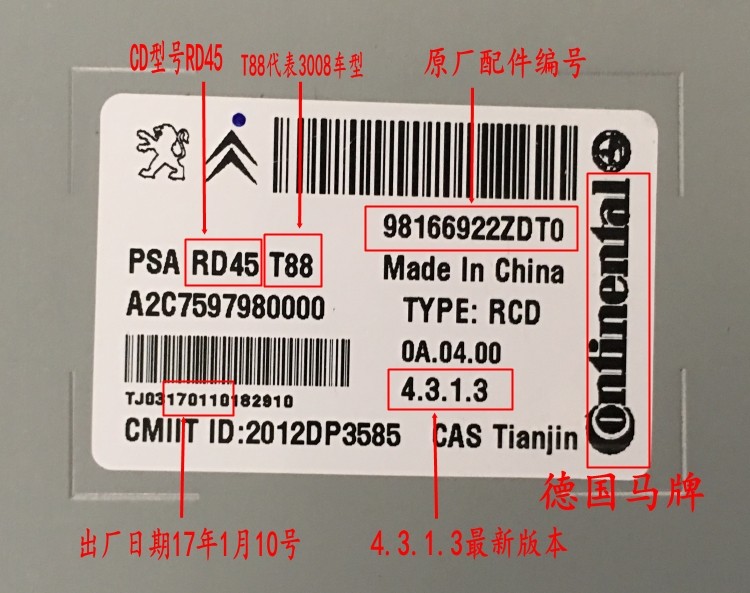 CD型号RD45
T88代表3008车型
原厂配件编号
98166922ZDT0
PSA RD45 T88
Made In China
A2C7597980000
TYPE: RCD
0A.04.00
4.3.1.3
TJ03170110182910
CMIIT ID:2012DP3585
CAS Tianjin
Continental
德国马牌
出厂日期17年1月10号
4.3.1.3最新版本